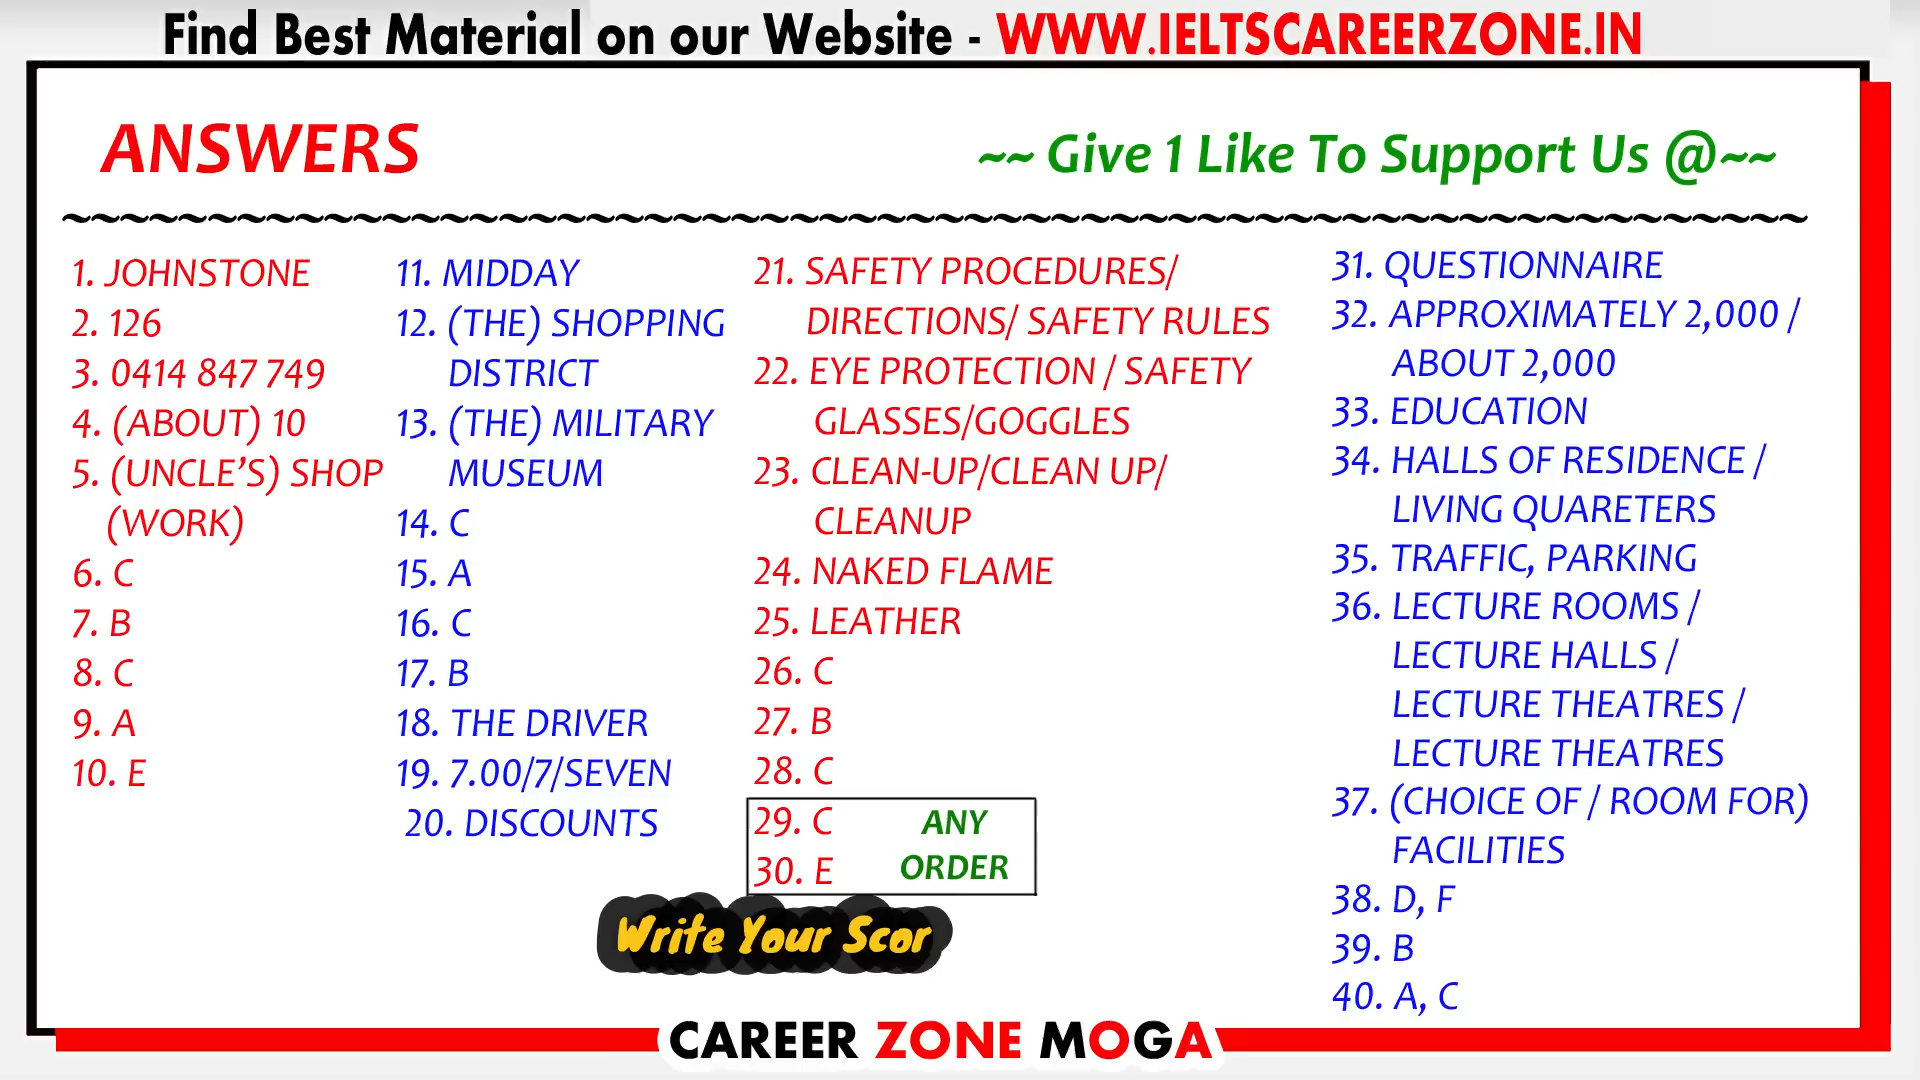 Find Best Material on our Website - WWW.IELTSCAREERZONE.IN
ANSWERS
~~ Give 1 Like To Support Us @~~
1. JOHNSTONE
2. 126
3. 0414 847 749
4. (ABOUT) 10
5. (UNCLE'S) SHOP
(WORK)
6. C
7. B
8. C
9. A
10. E
11. MIDDAY
12. (THE) SHOPPING
DISTRICT
13. (THE) MILITARY
MUSEUM
14. C
15. A
16. C
17. B
18. THE DRIVER
19. 7.00/7/SEVEN
20. DISCOUNTS
21. SAFETY PROCEDURES/
DIRECTIONS/ SAFETY RULES
22. EYE PROTECTION / SAFETY
GLASSES/GOGGLES
23. CLEAN-UP/CLEAN UP/
CLEANUP
24. NAKED FLAME
25. LEATHER
26. C
27. B
28. C
29. C
30. E
ANY
ORDER
31. QUESTIONNAIRE
32. APPROXIMATELY 2,000 /
ABOUT 2,000
33. EDUCATION
34. HALLS OF RESIDENCE /
LIVING QUARETERS
35. TRAFFIC, PARKING
36. LECTURE ROOMS /
LECTURE HALLS /
LECTURE THEATRES /
LECTURE THEATRES
37. (CHOICE OF / ROOM FOR)
FACILITIES
38. D, F
39. B
40. A, C
Write Your Scor
CAREER ZONE MOGA